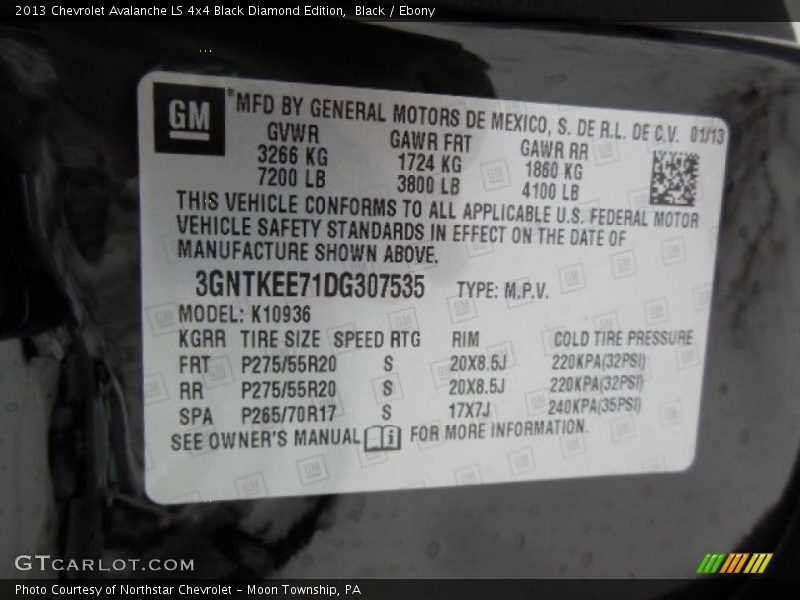 2013 Chevrolet Avalanche LS 4x4 Black Diamond Edition,  Black / Ebony
GM
*MFD BY GENERAL MOTORS DE MEXICO, S. DE R.L. DE C.V. 01/13
GVWR GAWR FRT GAWR RR
3266 KG 1724 KG 1860 KG
7200 LB 3800 LB 4100 LB
THIS VEHICLE CONFORMS TO ALL APPLICABLE U.S. FEDERAL MOTOR
VEHICLE SAFETY STANDARDS IN EFFECT ON THE DATE OF
MANUFACTURE SHOWN ABOVE.
3GNTKEE71DG307535 TYPE: M.P.V.
MODEL: K10936
KGRR TIRE SIZE SPEED RTG RIM COLD TIRE PRESSURE
FRT P275/55R20 S 20X8.5J 220KPA(32PSI)
RR P275/55R20 S 20X8.5J 220KPA(32PSI)
SPA P265/70R17 S 17X7J 240KPA(35PSI)
SEE OWNER'S MANUAL FOR MORE INFORMATION.
GTCARLOT.COM
Photo Courtesy of Northstar Chevrolet - Moon Township, PA